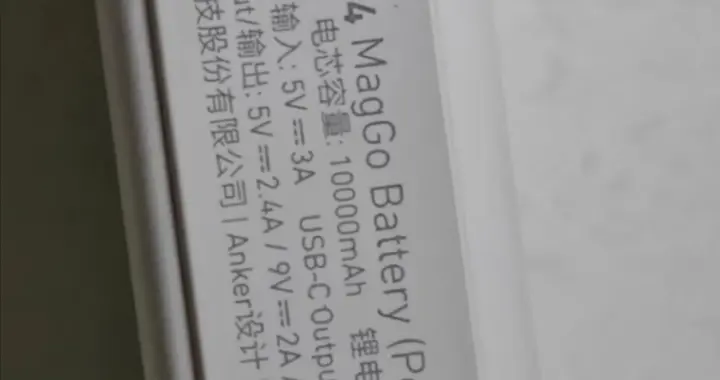 4 MagGo Battery (P
电芯容量: 10000mAh 锂电
输入: 5V⎓3A USB-C Outpu
ut/输出: 5V⎓2.4A / 9V⎓2A
技股份有限公司 | Anker设计